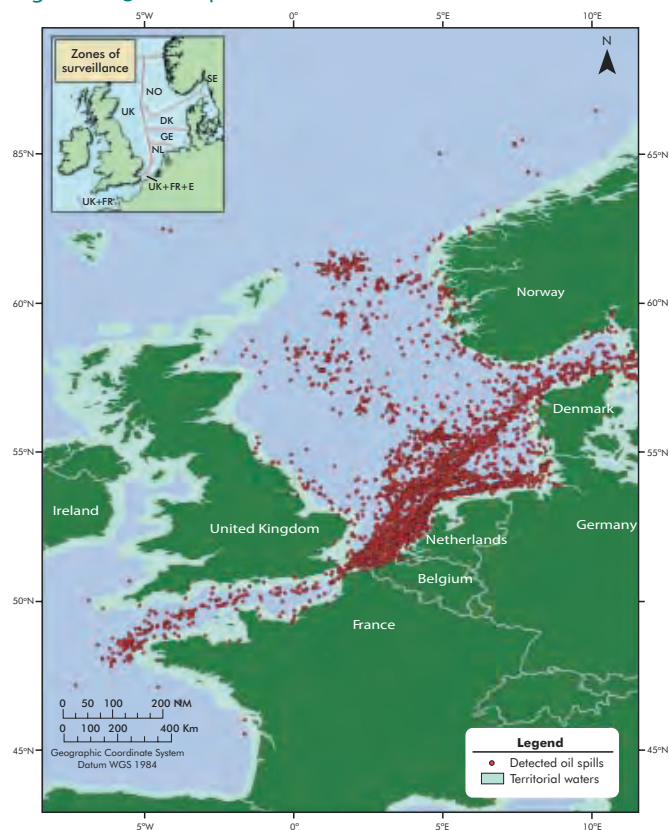 5°W 0° 5°E 10°E
Zones of
surveillance
N
NO
SE
UK
DK
GE
NL
UK+FR+E
UK+FR
85°N
65°N
60°N
60°N
Norway
Denmark
55°N
55°N
Ireland
United Kingdom
Germany
Netherlands
Belgium
50°N
50°N
France
0 50 100 200 NM
0 100 200 400 Km
Geographic Coordinate System
Datum WGS 1984
Legend
Detected oil spills
Territorial waters
45°N
45°N
5°W 0° 5°E 10°E